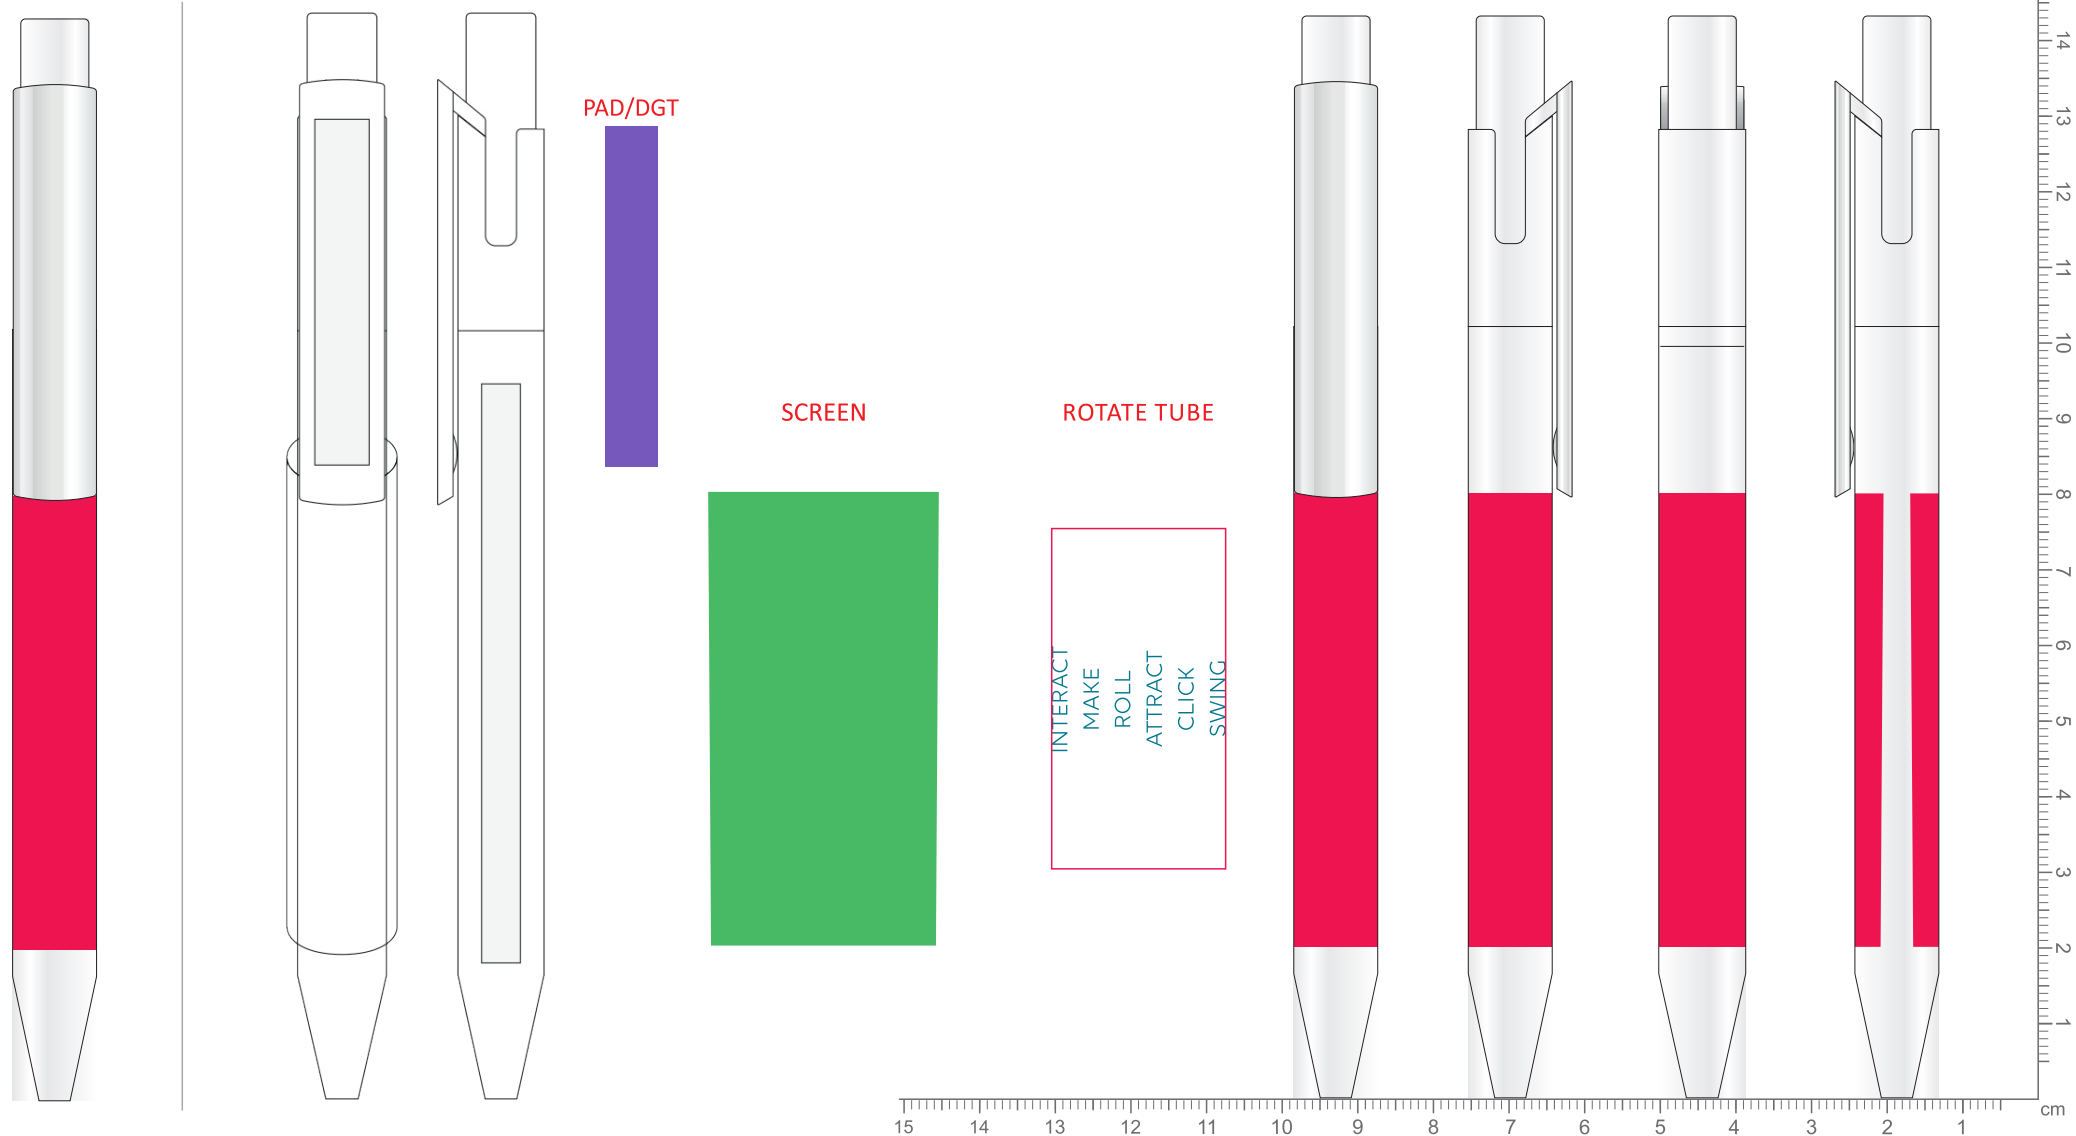 PAD/DGT
SCREEN
ROTATE TUBE
INTERACT
MAKE
ROLL
ATTRACT
CLICK
SWING
14
13
12
11
10
9
8
7
6
5
4
3
2
1
cm
15 14 13 12 11 10 9 8 7 6 5 4 3 2 1